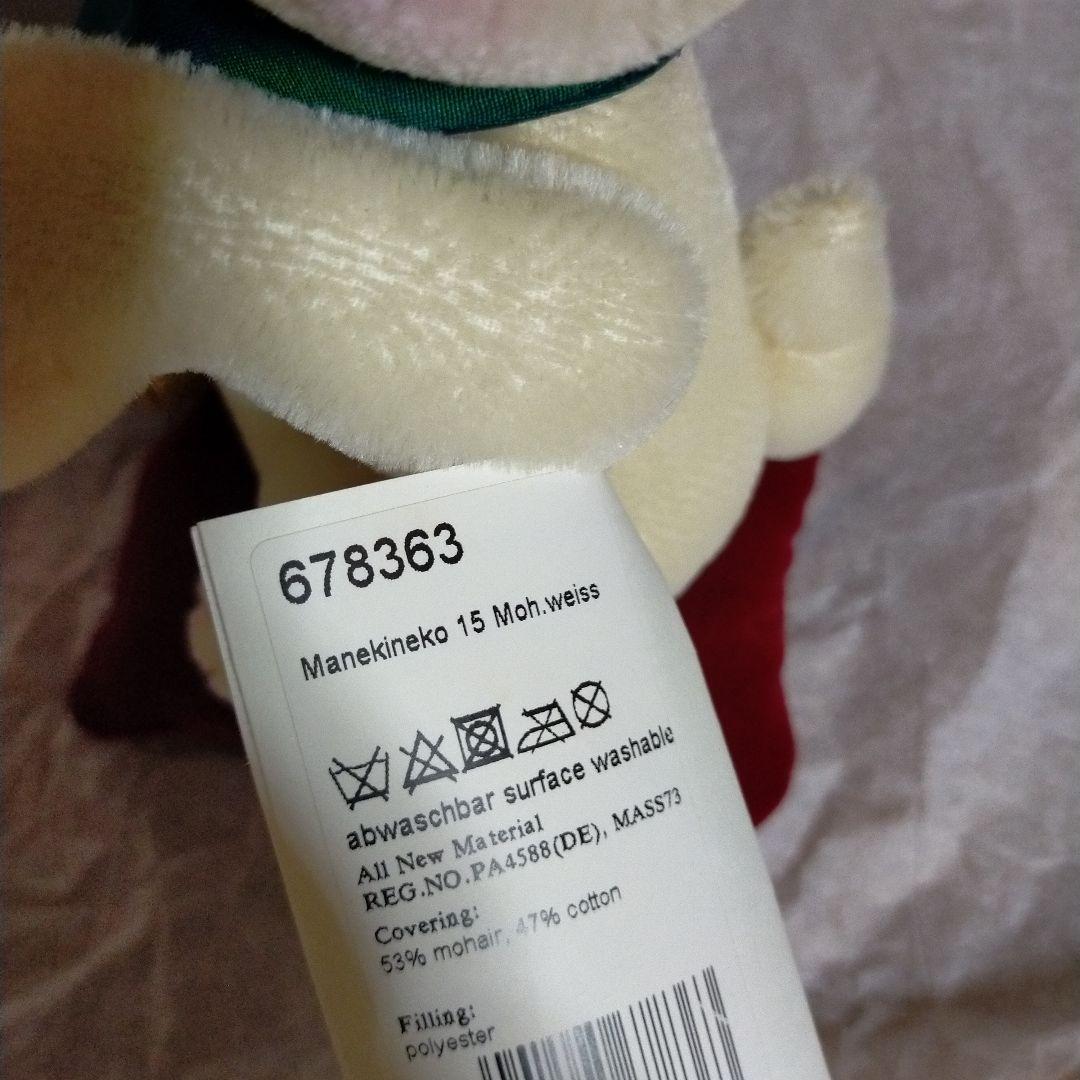 678363
Manekineko 15 Moh.weiss
abwaschbar surface washable
All New Material
REG.NO.PA4588(DE), MASS73
Covering:
53% mohair, 47% cotton
Filling:
polyester